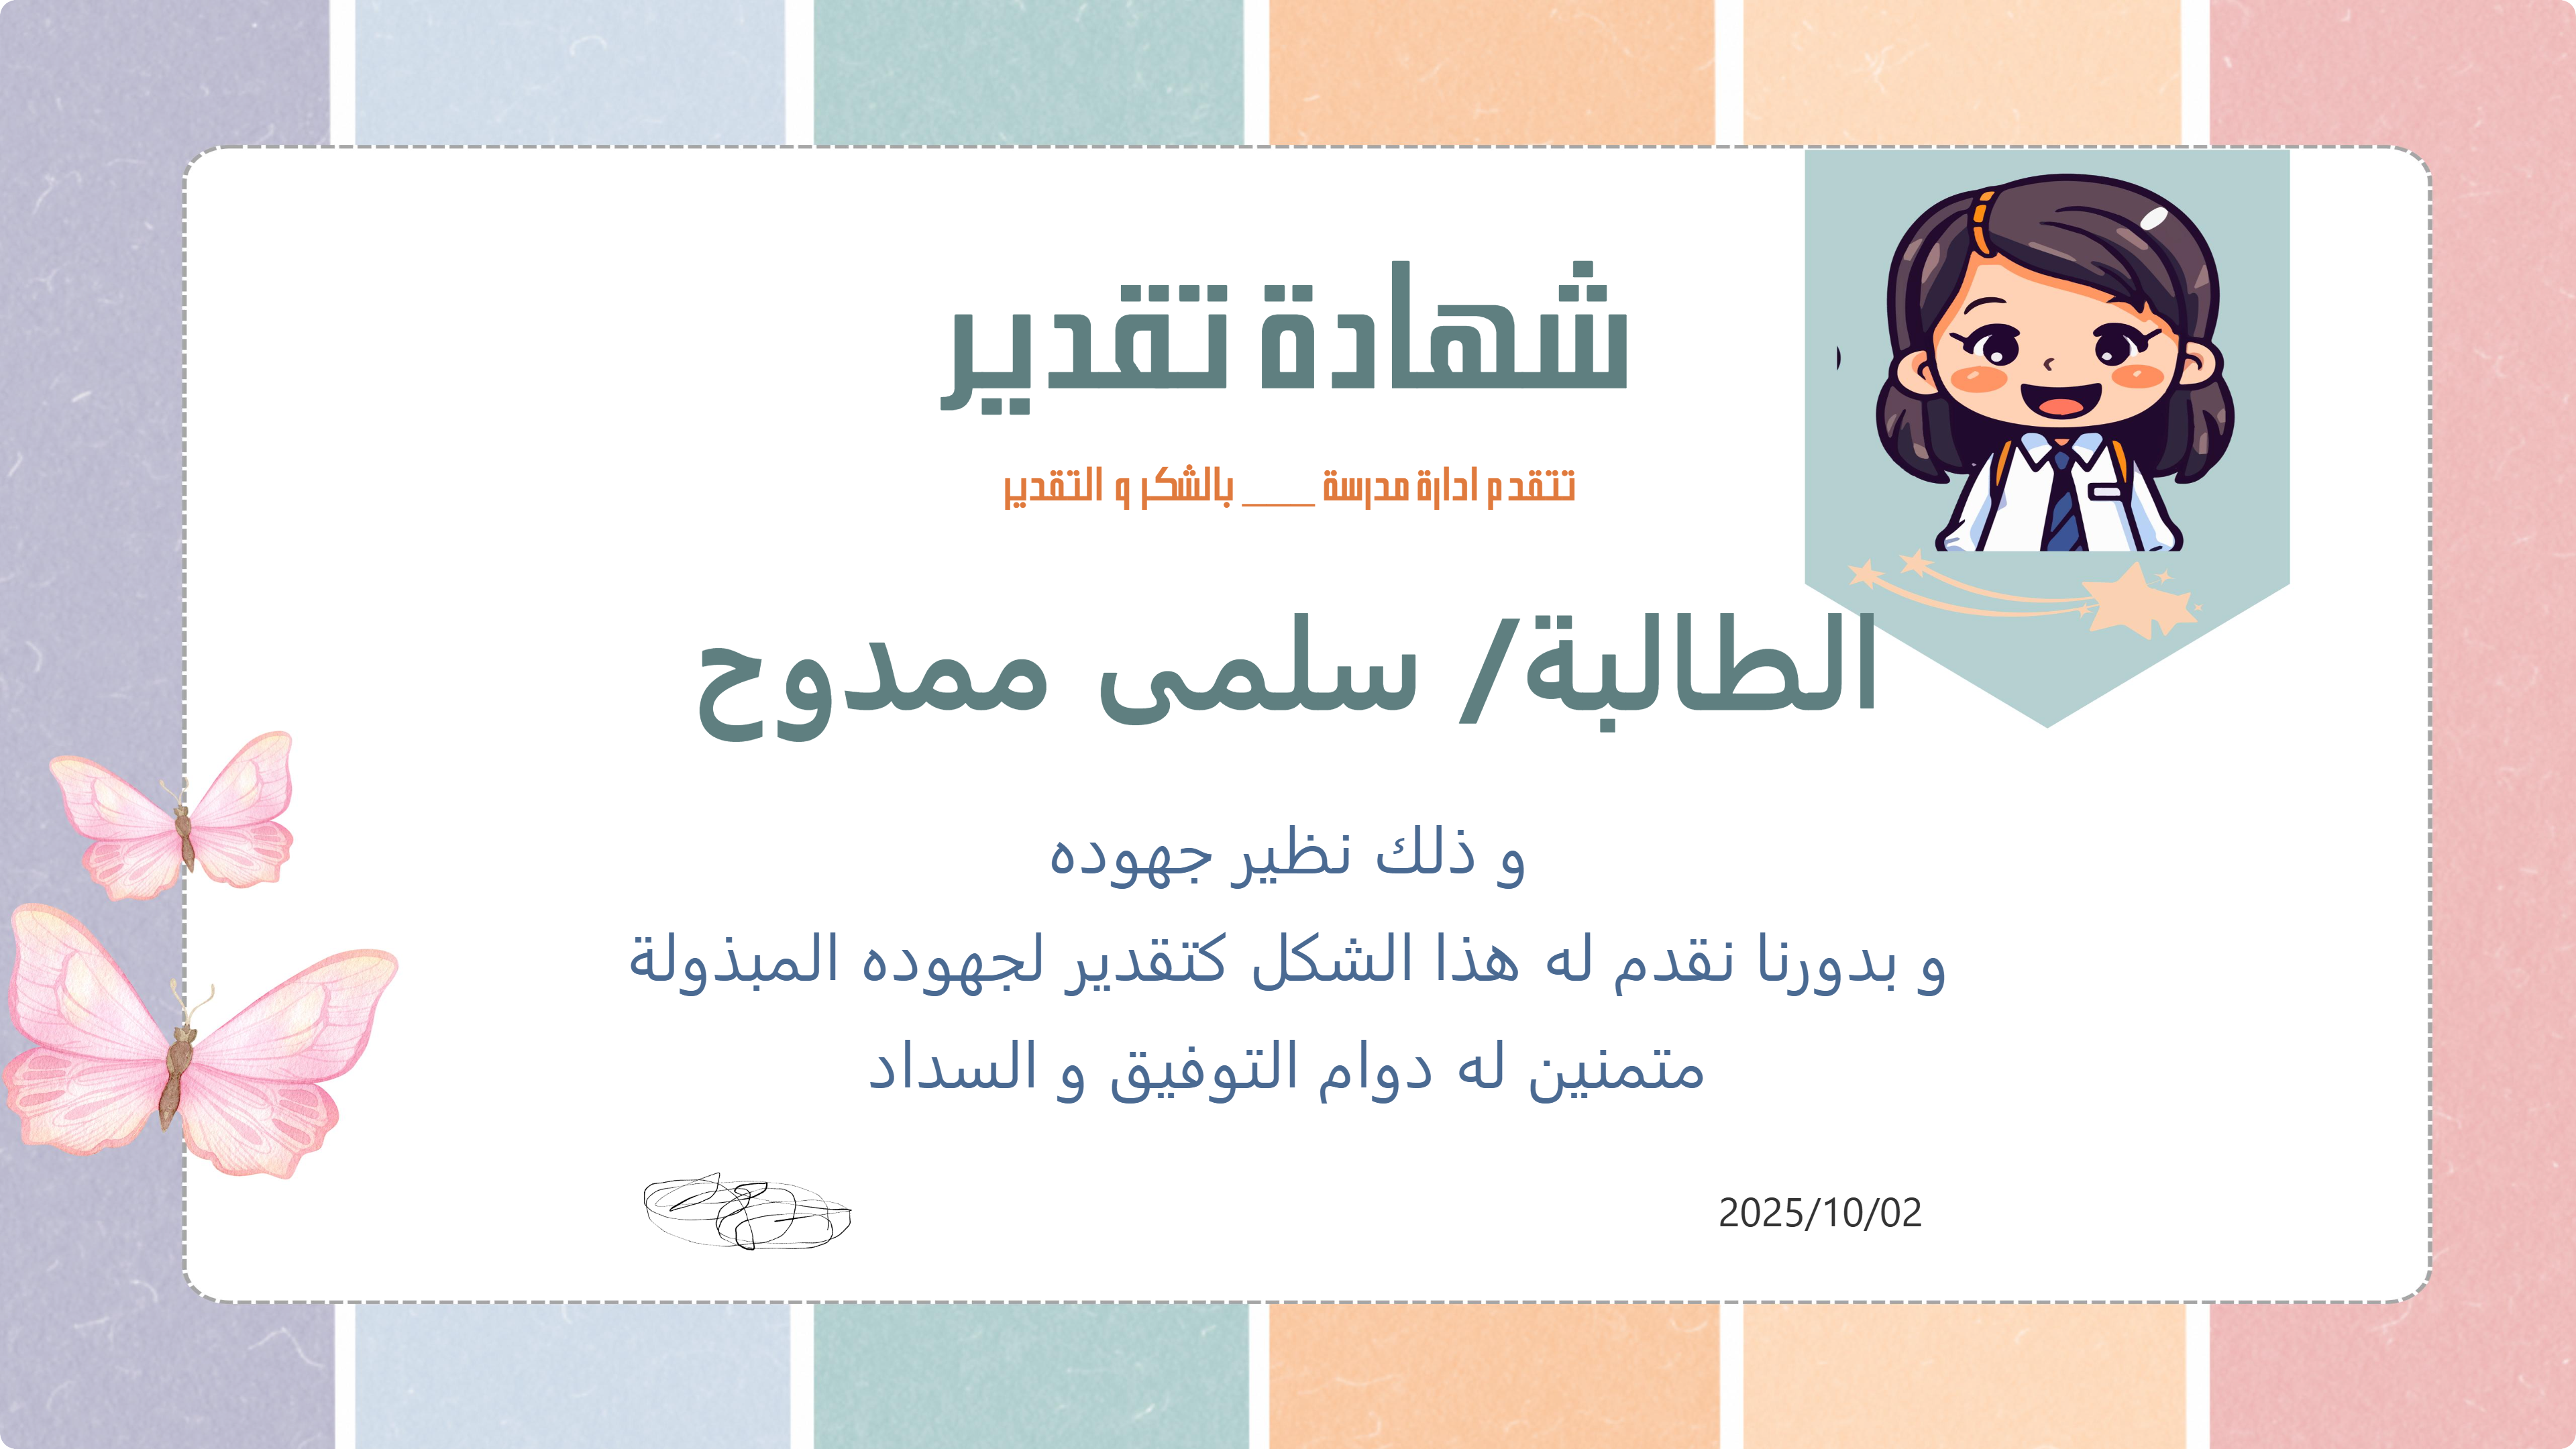 شهادة تقدير
تتقدم ادارة مدرسة ____ بالشكر و التقدير
الطالبة/ سلمى ممدوح
و ذلك نظير جهوده
و بدورنا نقدم له هذا الشكل كتقدير لجهوده المبذولة
متمنين له دوام التوفيق و السداد
2025/10/02